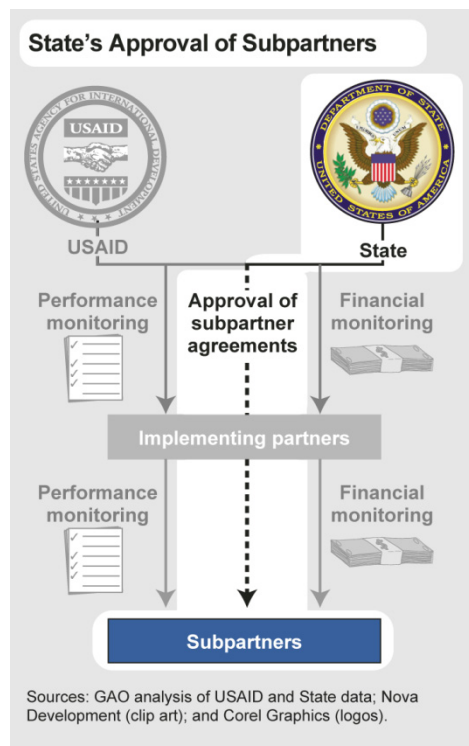 State's Approval of Subpartners
UNITED STATES AGENCY FOR INTERNATIONAL DEVELOPMENT
USAID
DEPARTMENT OF STATE
UNITED STATES OF AMERICA
USAID
State
Performance
monitoring
Approval of
subpartner
agreements
Financial
monitoring
Implementing partners
Performance
monitoring
Financial
monitoring
Subpartners
Sources: GAO analysis of USAID and State data; Nova
Development (clip art); and Corel Graphics (logos).